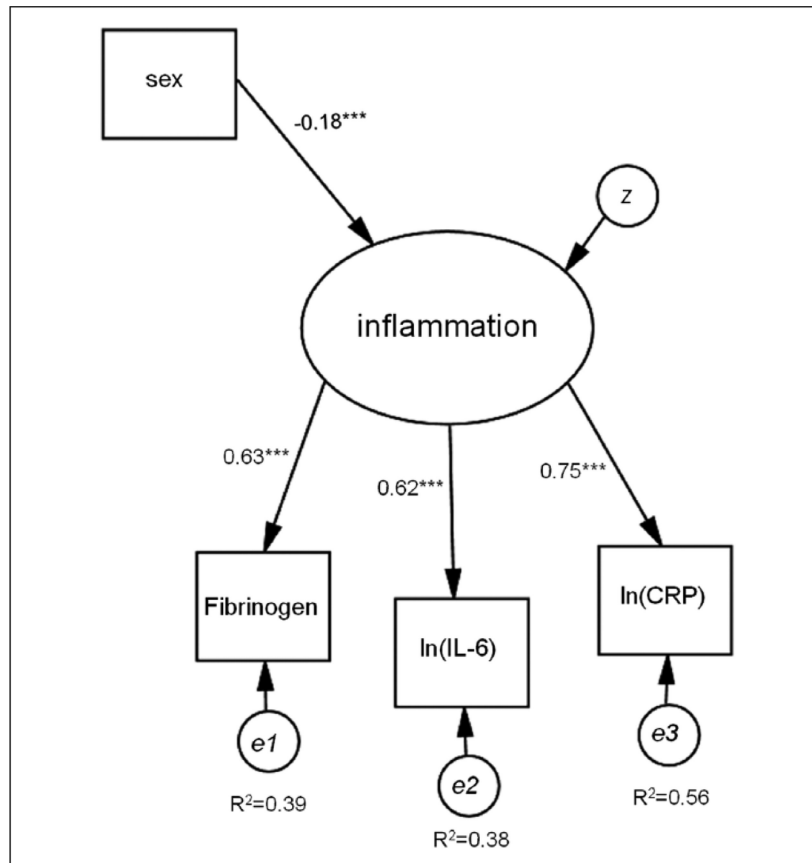 sex
-0.18***
z
inflammation
0.63***
0.62***
0.75***
Fibrinogen
ln(IL-6)
ln(CRP)
e1
e2
e3
R²=0.39
R²=0.38
R²=0.56